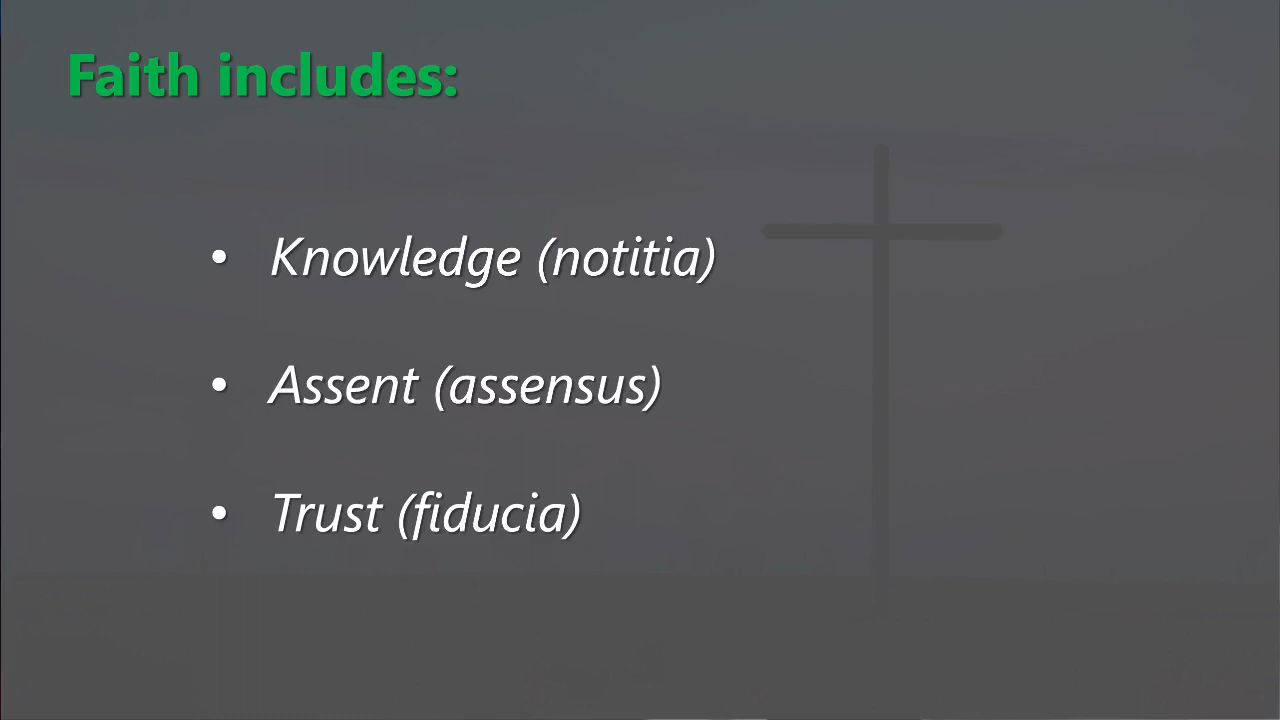 Faith includes:
• Knowledge (notitia)
• Assent (assensus)
• Trust (fiducia)